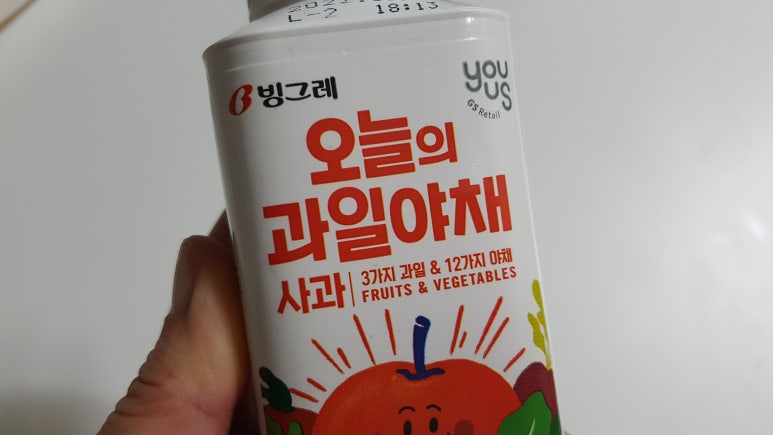 18:13
빙그레
you
us
GS Retail
오늘의
과일야채
사과
3가지 과일 & 12가지 야채
FRUITS & VEGETABLES